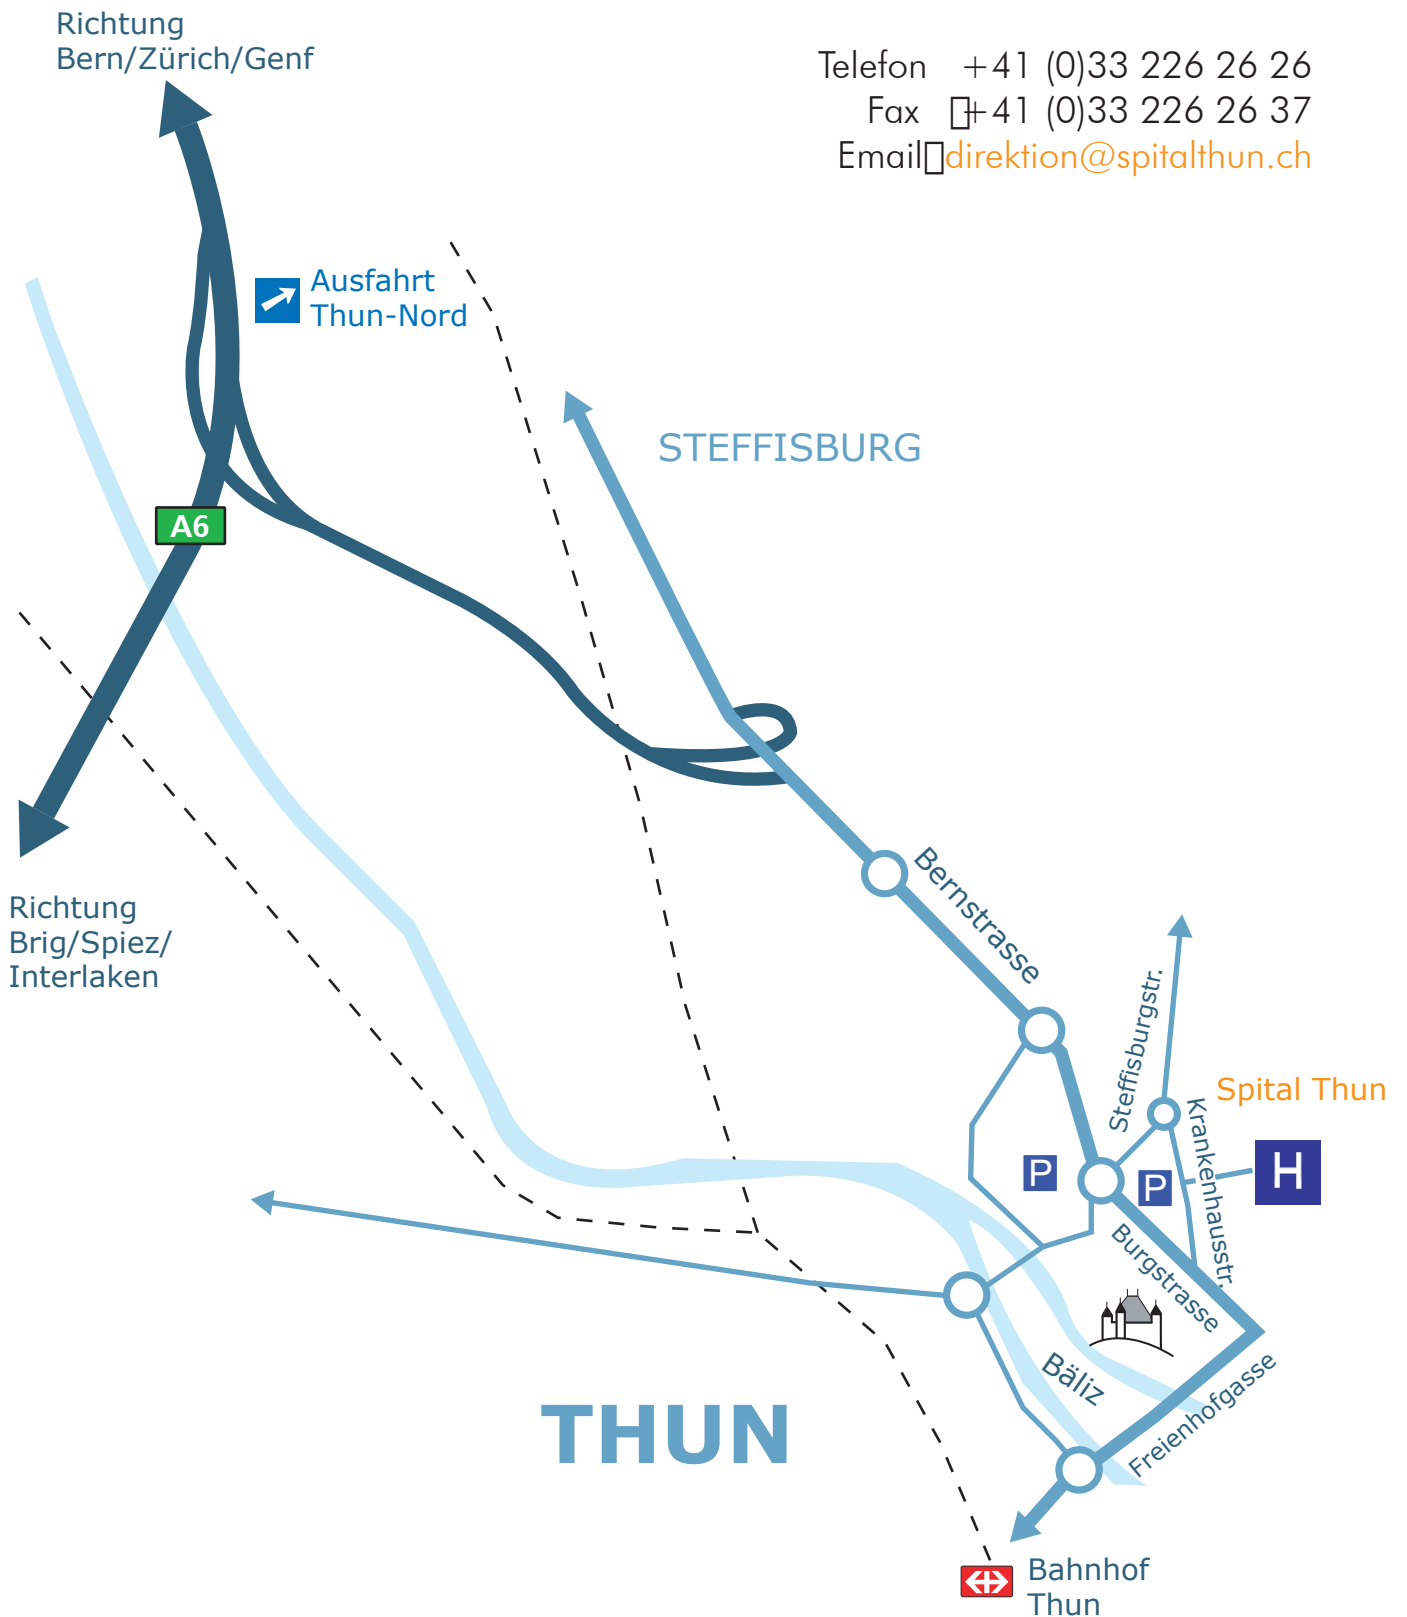 Richtung
Bern/Zürich/Genf
Telefon +41 (0)33 226 26 26
Fax +41 (0)33 226 26 37
Email direktion@spitalthun.ch
Ausfahrt
Thun-Nord
STEFFISBURG
A6
Richtung
Brig/Spiez/
Interlaken
Bernstrasse
Steffisburgstr.
Spital Thun
Krankenhausstr.
P
P
H
Burgstrasse
Bäliz
Freienhofgasse
THUN
Bahnhof
Thun